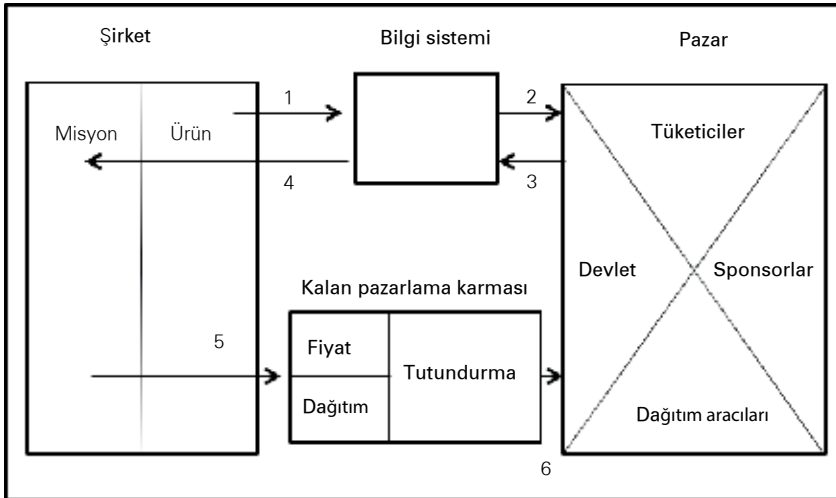 Şirket
Bilgi sistemi
Pazar
1
2
Misyon
Ürün
Tüketiciler
4
3
Devlet
Sponsorlar
Kalan pazarlama karması
5
Fiyat
Tutundurma
Dağıtım
Dağıtım aracıları
6